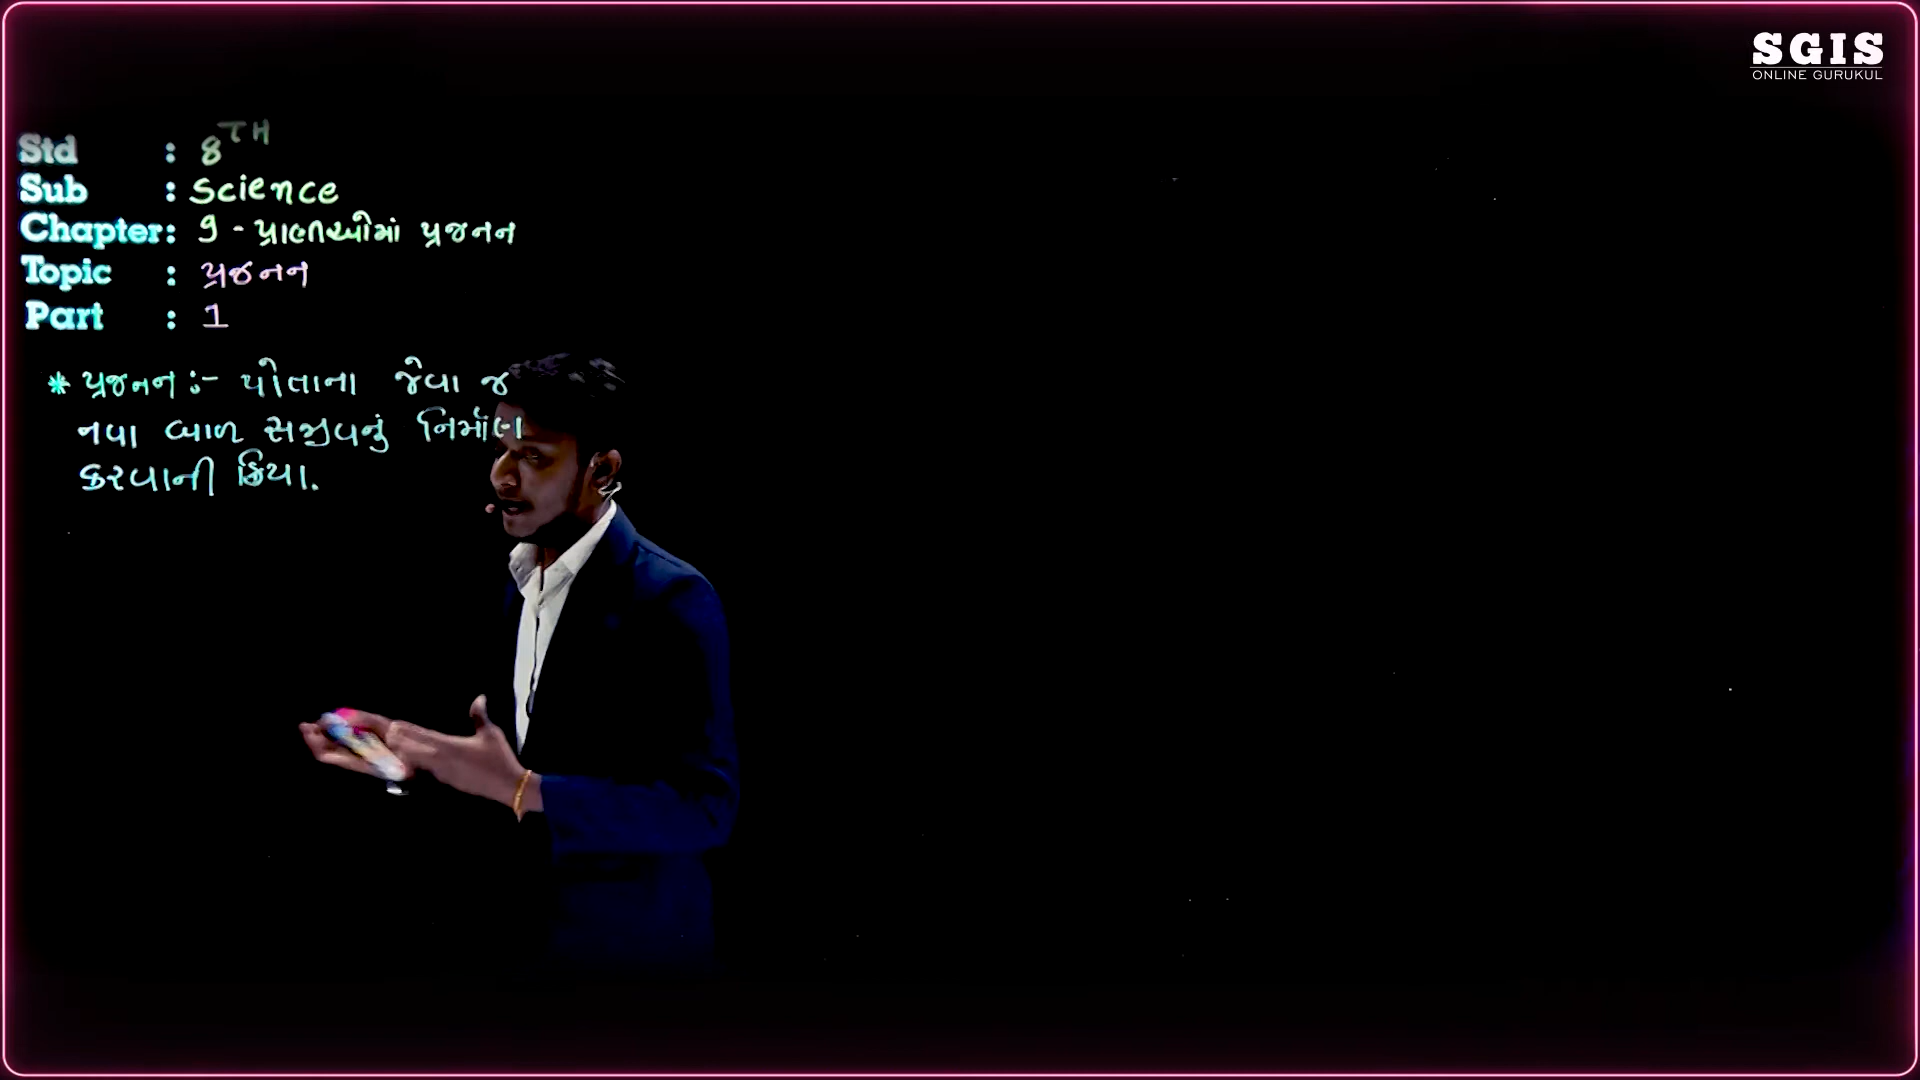 SGIS
ONLINE GURUKUL
Std : 8TH
Sub : Science
Chapter: 9 - પ્રાણીઓમાં પ્રજનન
Topic : પ્રજનન
Part : 1
* પ્રજનન :- પોતાના જેવા જ
નવા બાળ સજીવનું નિર્માણ
કરવાની ક્રિયા.